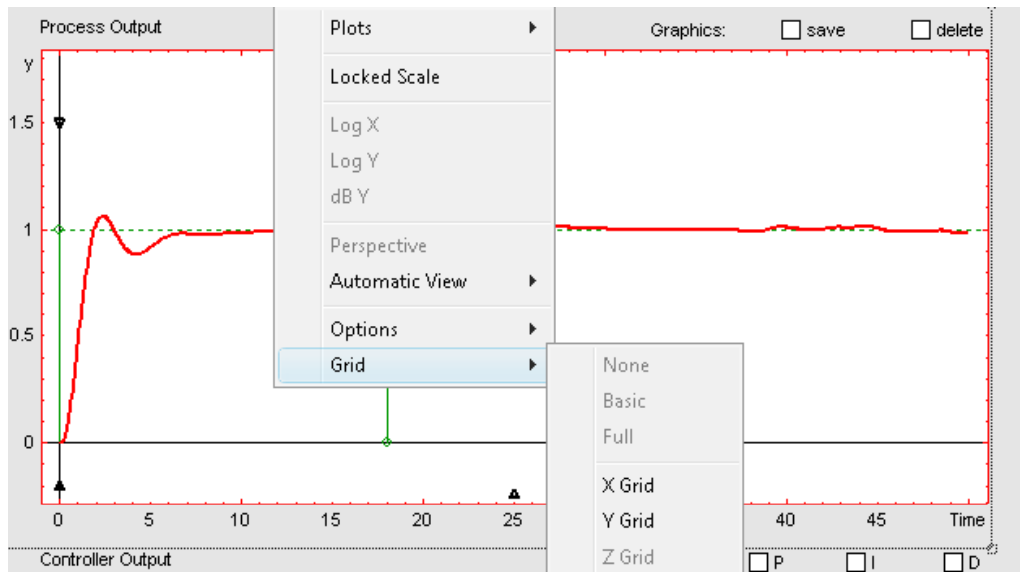 Process Output Plots Graphics: save delete
y
Locked Scale
1.5 Log X
Log Y
dB Y
1
Perspective
Automatic View
0.5 Options
Grid None
Basic
0 Full
X Grid
0 5 10 15 20 25 Y Grid 40 45 Time
Controller Output Z Grid P I D